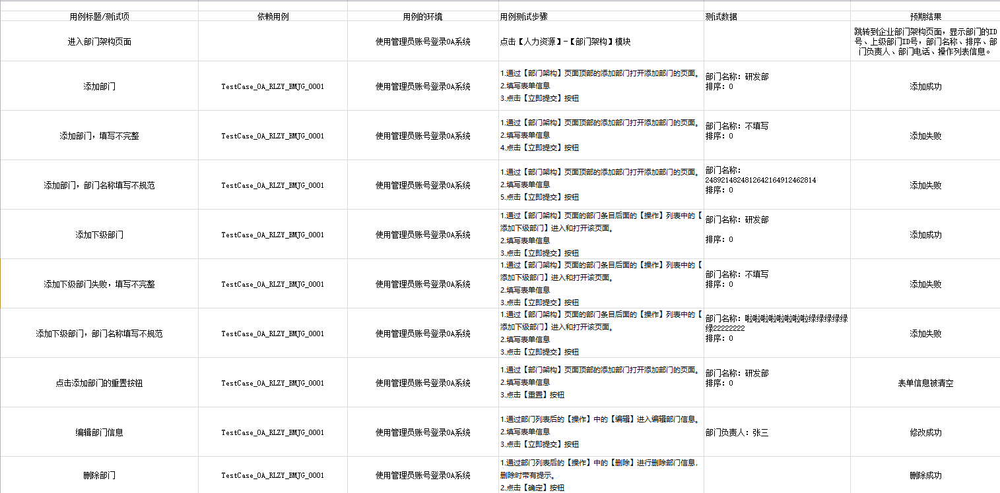 用例标题/测试项 依赖用例 用例的环境 用例测试步骤 测试数据 预期结果
进入部门架构页面 使用管理员账号登录OA系统 点击【人力资源】-【部门架构】模块
跳转到企业部门架构页面，显示部门的ID
号、上级部门ID号，部门名称、排序、部
门负责人、部门电话、操作列表信息。
添加部门 TestCase_OA_RLZY_BMJG_0001 使用管理员账号登录OA系统
1.通过【部门架构】页面顶部的添加部门打开添加部门的页面。
2.填写表单信息
3.点击【立即提交】按钮
部门名称：研发部
排序：0
添加成功
添加部门，填写不完整 TestCase_OA_RLZY_BMJG_0001 使用管理员账号登录OA系统
1.通过【部门架构】页面顶部的添加部门打开添加部门的页面。
2.填写表单信息
4.点击【立即提交】按钮
部门名称：不填写
排序：0
添加失败
添加部门，部门名称填写不规范 TestCase_OA_RLZY_BMJG_0001 使用管理员账号登录OA系统
1.通过【部门架构】页面顶部的添加部门打开添加部门的页面。
2.填写表单信息
5.点击【立即提交】按钮
部门名称：
2489214824812642164912462814
排序：0
添加失败
添加下级部门 TestCase_OA_RLZY_BMJG_0001 使用管理员账号登录OA系统
1.通过【部门架构】页面的部门条目后面的【操作】列表中的【
添加下级部门】进入和打开该页面。
2.填写表单信息
3.点击【立即提交】按钮
部门名称：研发部
排序：0
添加成功
添加下级部门失败，填写不完整 TestCase_OA_RLZY_BMJG_0001 使用管理员账号登录OA系统
1.通过【部门架构】页面的部门条目后面的【操作】列表中的【
添加下级部门】进入和打开该页面。
2.填写表单信息
3.点击【立即提交】按钮
部门名称：不填写
排序：0
添加失败
添加下级部门，部门名称填写不规范 TestCase_OA_RLZY_BMJG_0001 使用管理员账号登录OA系统
1.通过【部门架构】页面的部门条目后面的【操作】列表中的【
添加下级部门】进入和打开该页面。
2.填写表单信息
3.点击【立即提交】按钮
部门名称：啦啦啦啦啦啦啦啦绿绿绿绿绿
绿22222222
排序：0
添加失败
点击添加部门的重置按钮 TestCase_OA_RLZY_BMJG_0001 使用管理员账号登录OA系统
1.通过【部门架构】页面顶部的添加部门打开添加部门的页面。
2.填写表单信息
3.点击【重置】按钮
部门名称：研发部
排序：0
表单信息被清空
编辑部门信息 TestCase_OA_RLZY_BMJG_0001 使用管理员账号登录OA系统
1.通过部门列表后的【操作】中的【编辑】进入编辑部门信息。
2.填写表单信息
3.点击【立即提交】按钮
部门负责人：张三
修改成功
删除部门 TestCase_OA_RLZY_BMJG_0001 使用管理员账号登录OA系统
1.通过部门列表后的【操作】中的【删除】进行删除部门信息，
删除时带有提示。
2.点击【确定】按钮
删除成功